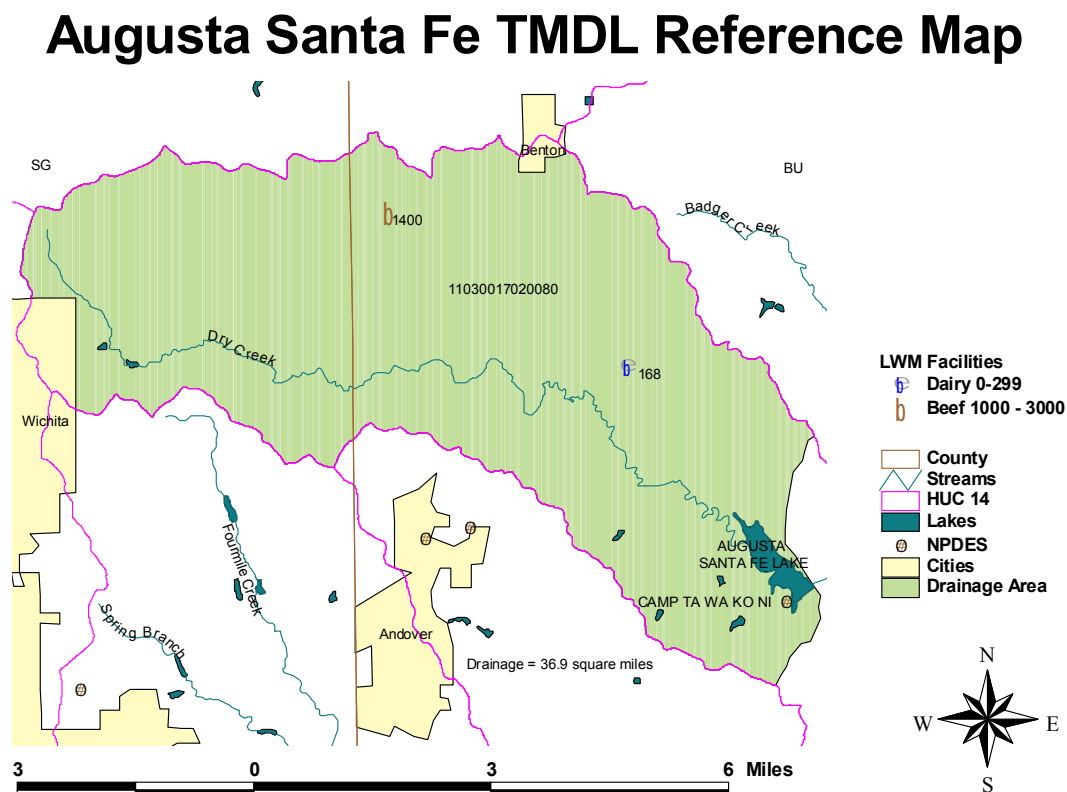 Augusta Santa Fe TMDL Reference Map
SG
Benton
BU
Badger Creek
1400
11030017020080
Dry Creek
168
LWM Facilities
Dairy 0-299
Beef 1000 - 3000
Wichita
County
Streams
HUC 14
Lakes
NPDES
Cities
Drainage Area
Fourmile Creek
AUGUSTA
SANTA FE LAKE
CAMP TA WA KO NI
Spring Branch
Andover
Drainage = 36.9 square miles
N
W
E
S
3 0 3 6 Miles